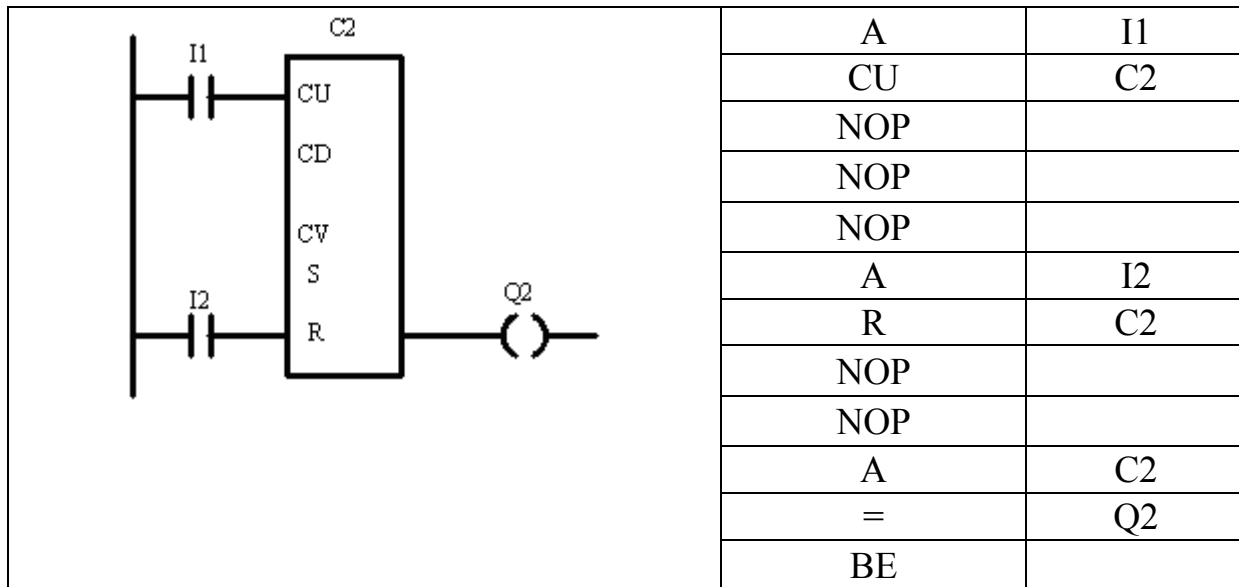 C2
I1
CU
CD
CV
S
I2
R
Q2
A I1
CU C2
NOP
NOP
NOP
A I2
R C2
NOP
NOP
A C2
= Q2
BE